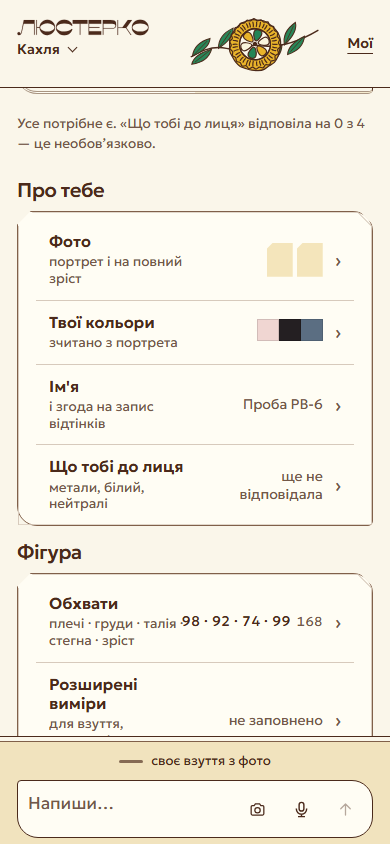 ЛЮСТЕРКО
Кахля
Мої
Усе потрібне є. «Що тобі до лиця» відповіла на 0 з 4
— це необов’язково.
Про тебе
Фото
портрет і на повний
зріст
Твої кольори
зчитано з портрета
Ім'я
і згода на запис
відтінків
Проба РВ-6
Що тобі до лиця
метали, білий,
нейтралі
ще не
відповідала
Фігура
Обхвати
плечі · груди · талія ·
стегна · зріст
98 · 92 · 74 · 99 168
Розширені
виміри
для взуття,
не заповнено
своє взуття з фото
Напиши...